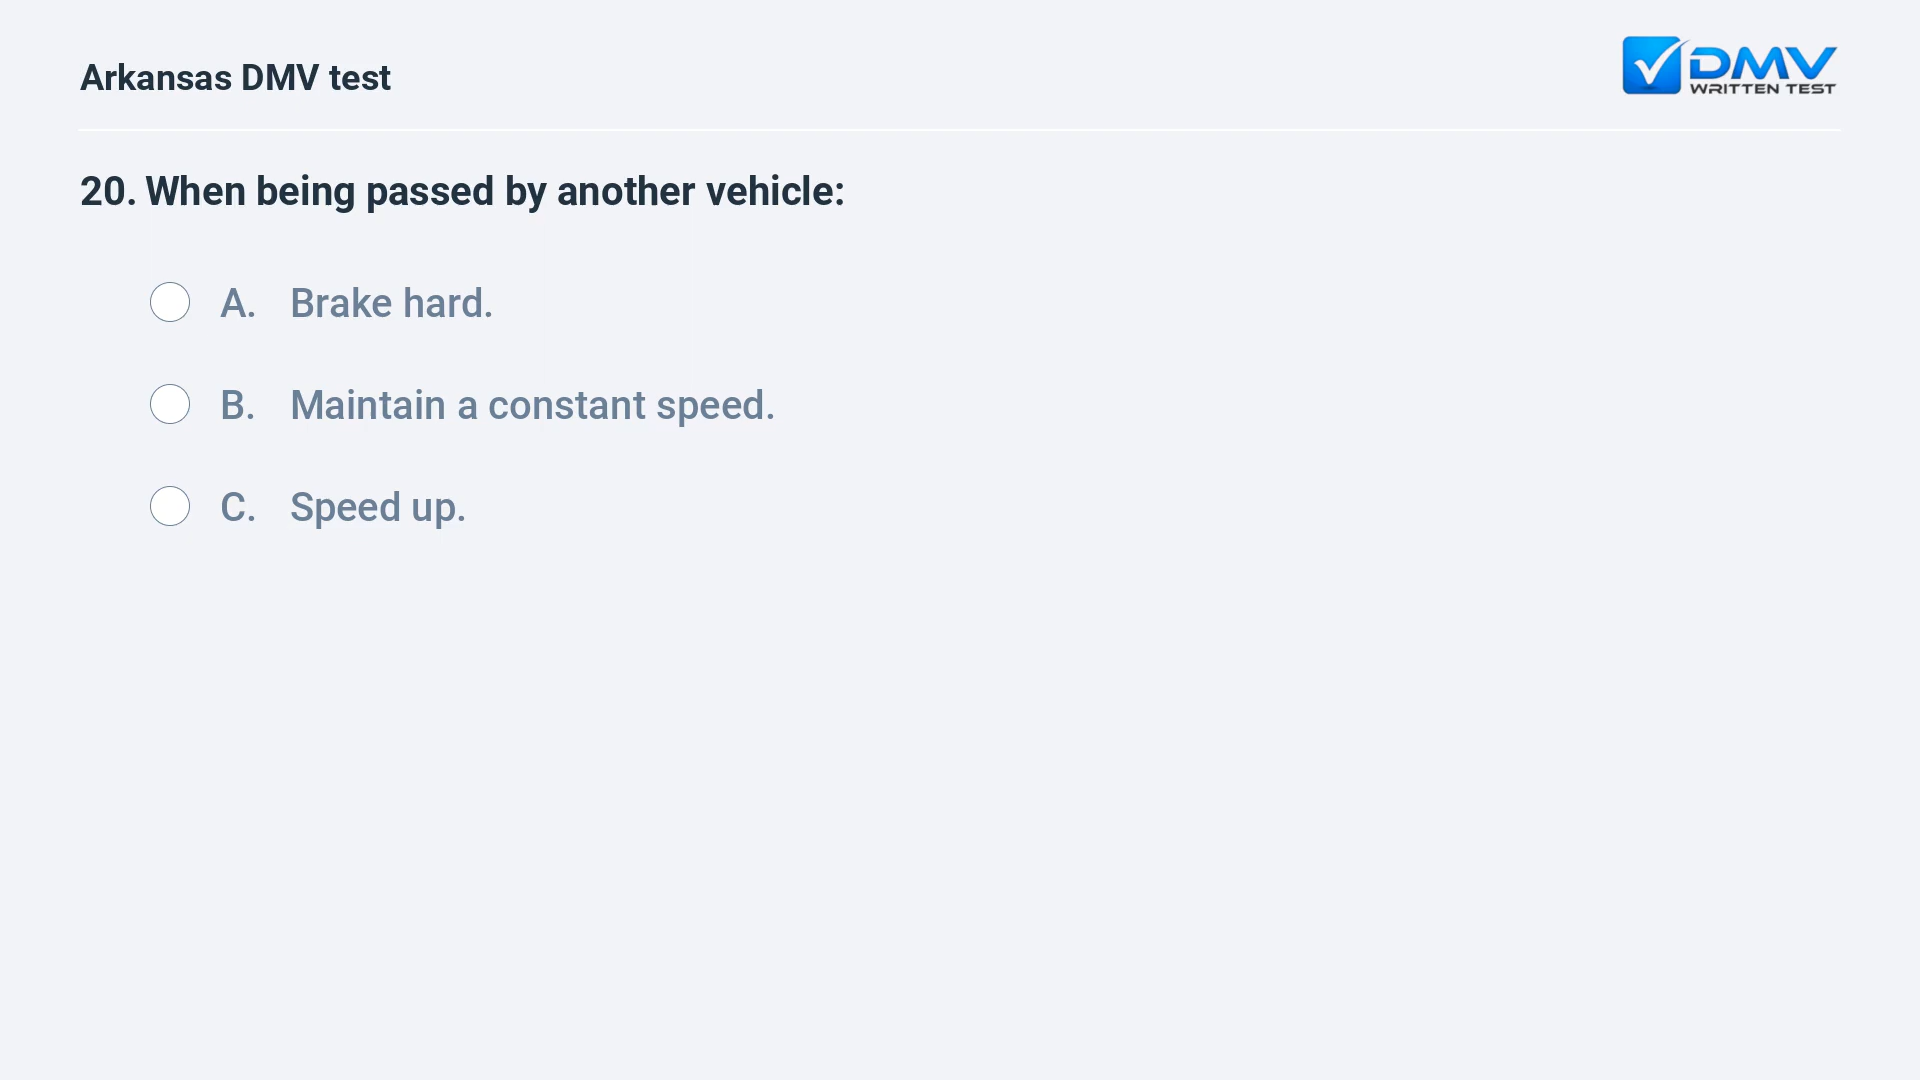 Arkansas DMV test
DMV
WRITTEN TEST
20. When being passed by another vehicle:
A. Brake hard.
B. Maintain a constant speed.
C. Speed up.